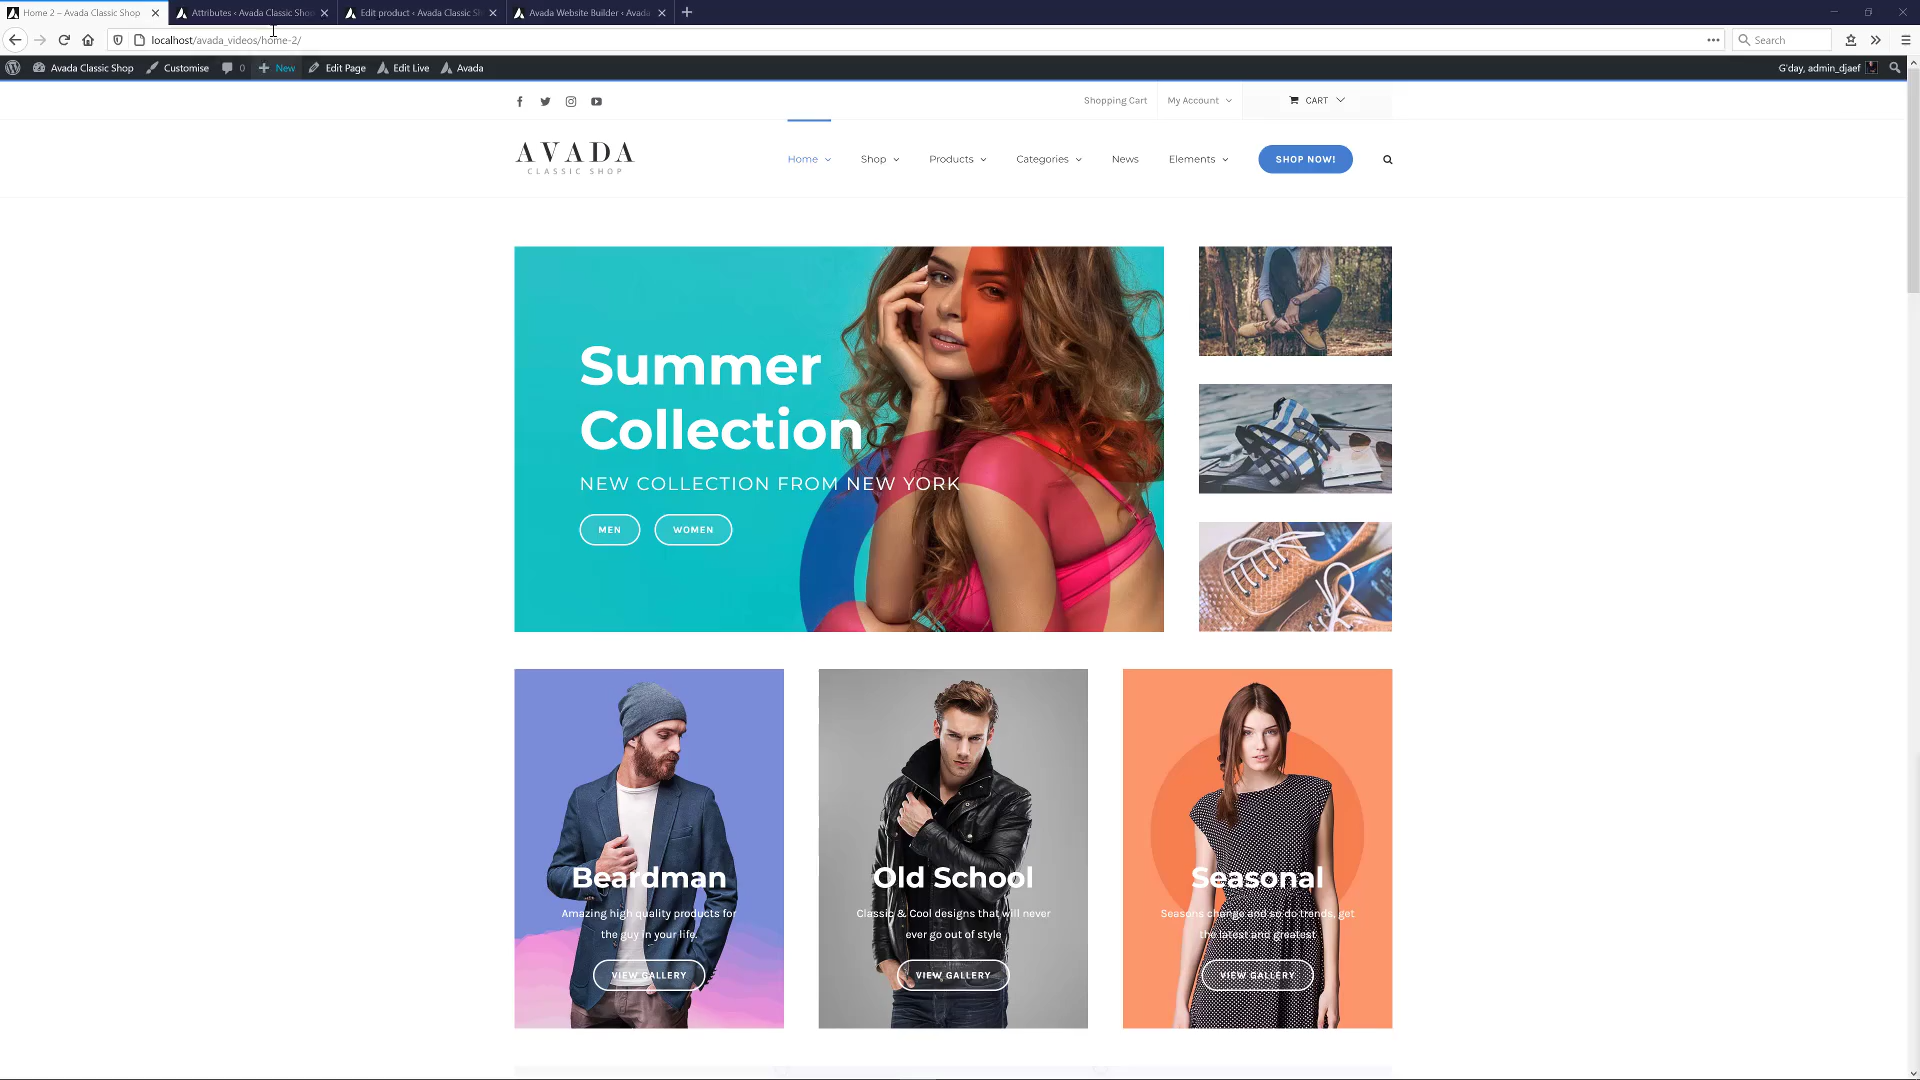 Home 2 – Avada Classic Shop
Attributes ‹ Avada Classic Shop
Edit product ‹ Avada Classic Sh
Avada Website Builder ‹ Avada
localhost/avada_videos/home-2/
Search
Avada Classic Shop
Customise
0
New
Edit Page
Edit Live
Avada
G'day, admin_djaef
Shopping Cart
My Account
CART
AVADA
CLASSIC SHOP
Home
Shop
Products
Categories
News
Elements
SHOP NOW!
Summer
Collection
NEW COLLECTION FROM NEW YORK
MEN
WOMEN
Beardman
Amazing high quality products for
the guy in your life.
VIEW GALLERY
Old School
Classic & Cool designs that will never
ever go out of style
VIEW GALLERY
Seasonal
Seasons change and so do trends, get
the latest and greatest
VIEW GALLERY